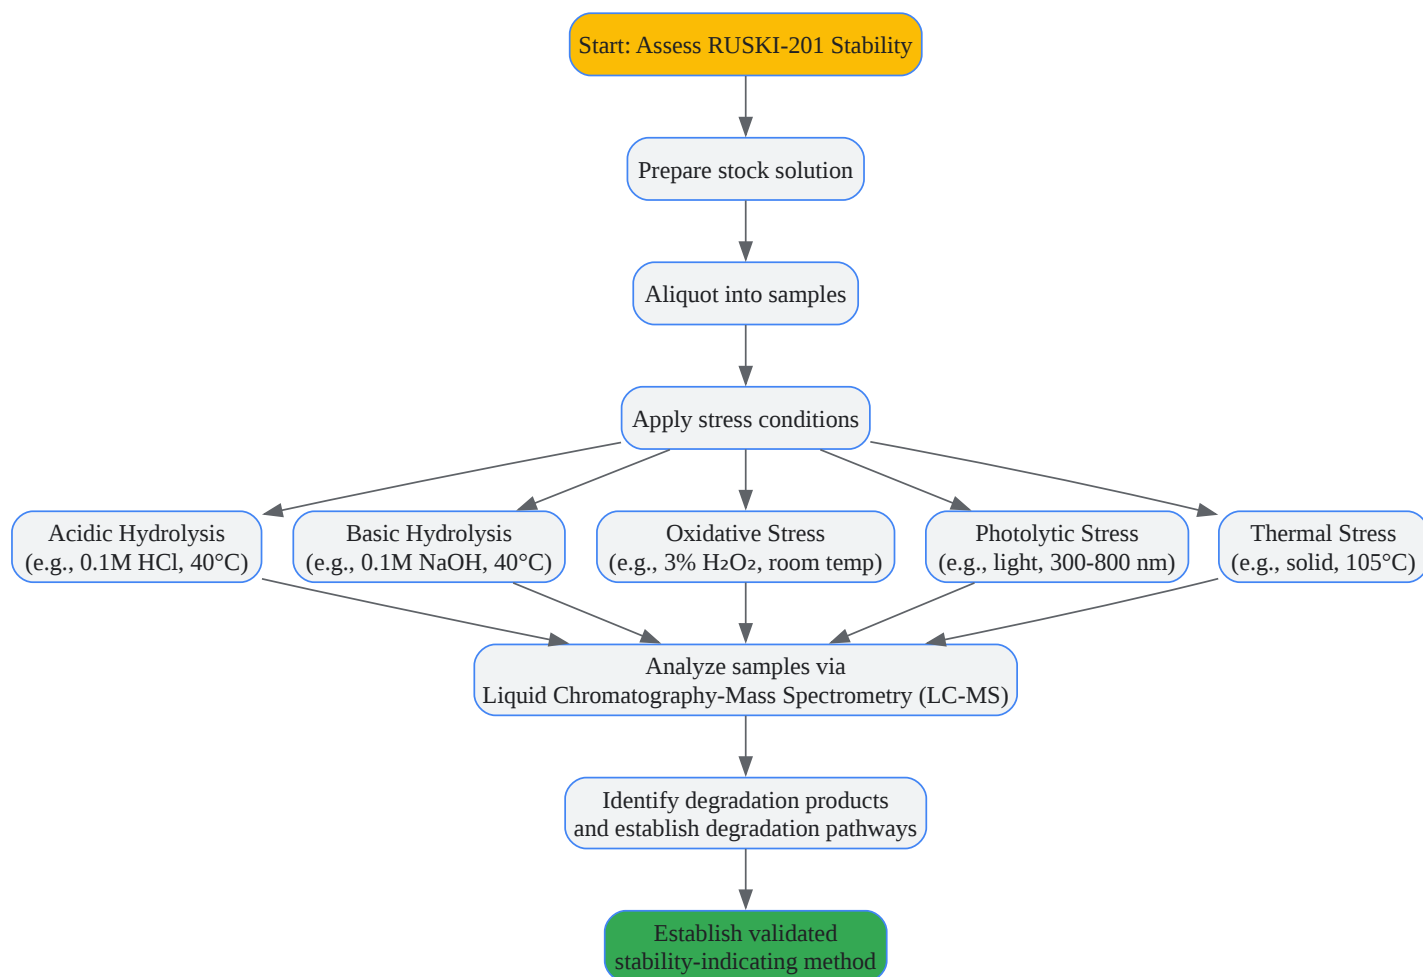 Start: Assess RUSKI-201 Stability
Prepare stock solution
Aliquot into samples
Apply stress conditions
Acidic Hydrolysis
(e.g., 0.1M HCl, 40°C)
Basic Hydrolysis
(e.g., 0.1M NaOH, 40°C)
Oxidative Stress
(e.g., 3% H₂O₂, room temp)
Photolytic Stress
(e.g., light, 300-800 nm)
Thermal Stress
(e.g., solid, 105°C)
Analyze samples via
Liquid Chromatography-Mass Spectrometry (LC-MS)
Identify degradation products
and establish degradation pathways
Establish validated
stability-indicating method